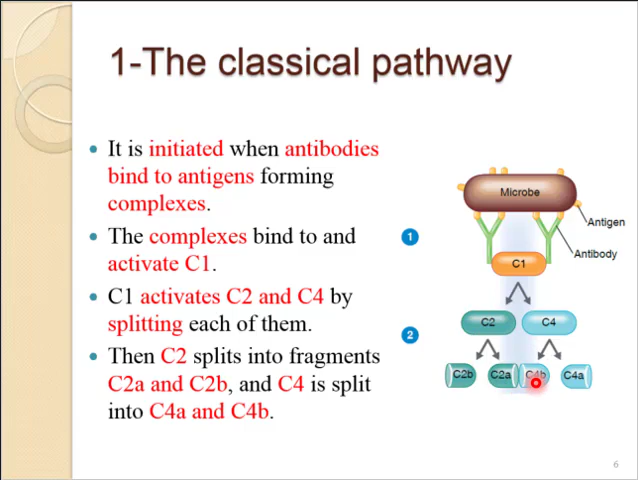 1-The classical pathway
It is initiated when antibodies
bind to antigens forming
complexes.
The complexes bind to and
activate C1.
C1 activates C2 and C4 by
splitting each of them.
Then C2 splits into fragments
C2a and C2b, and C4 is split
into C4a and C4b.
Microbe
Antigen
1
Antibody
C1
C2 C4
2
C2b C2a C4b C4a
6